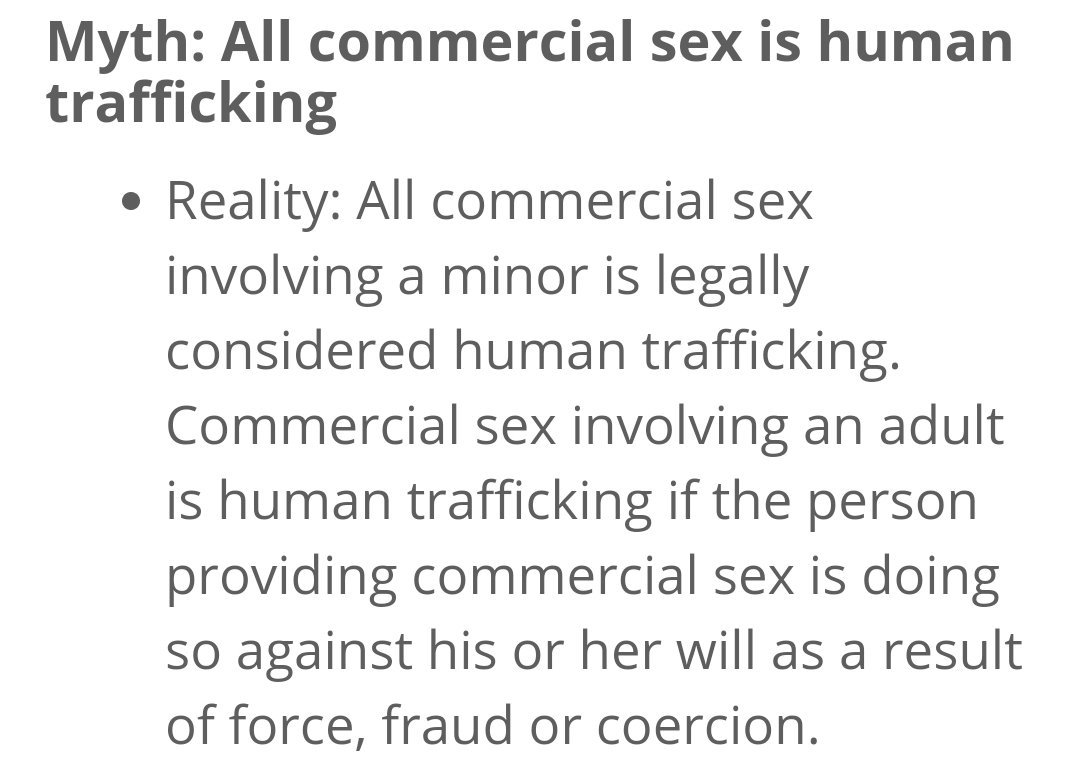 Myth: All commercial sex is human
trafficking
• Reality: All commercial sex
involving a minor is legally
considered human trafficking.
Commercial sex involving an adult
is human trafficking if the person
providing commercial sex is doing
so against his or her will as a result
of force, fraud or coercion.